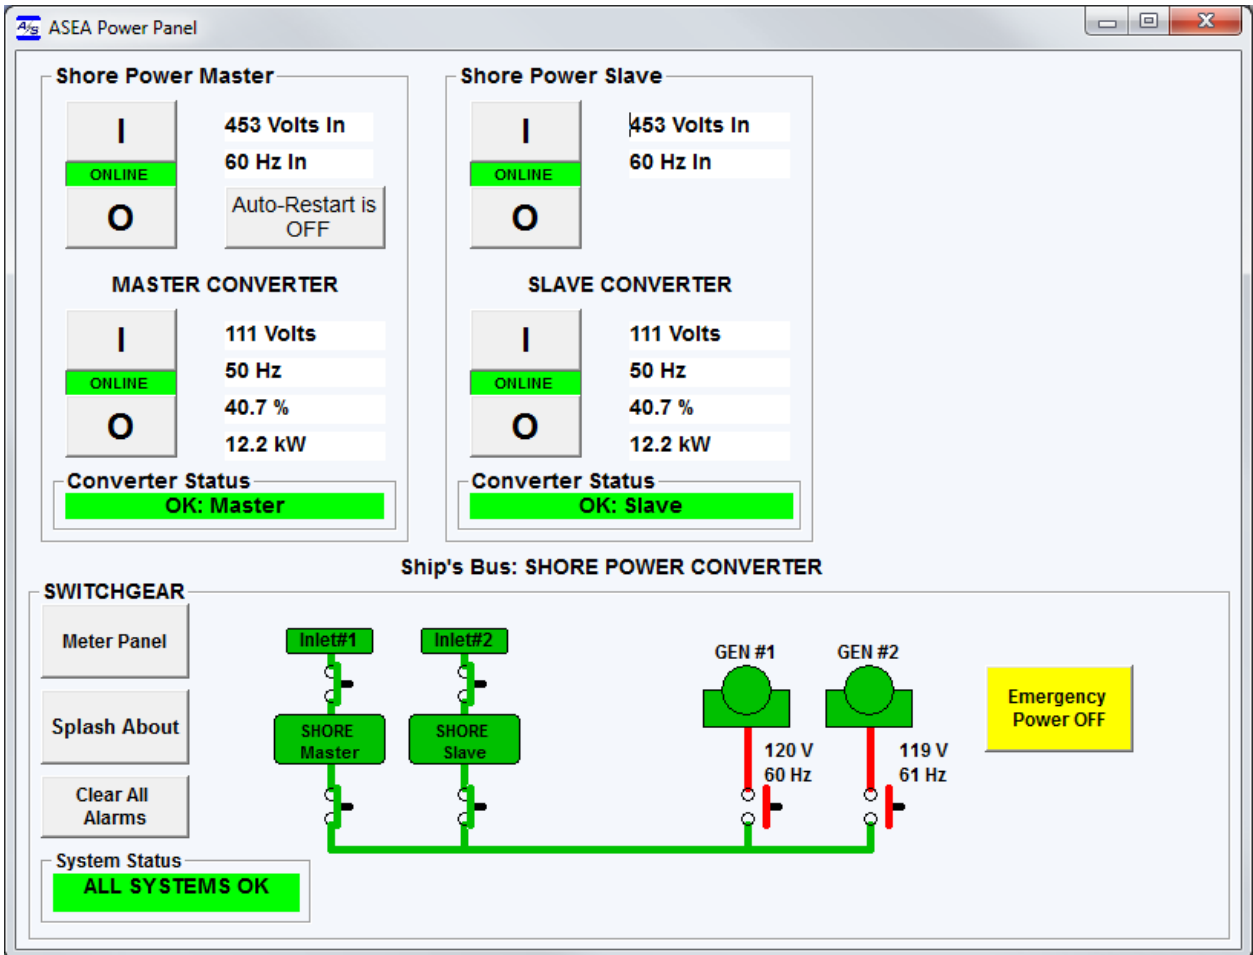 A/S ASEA Power Panel
Shore Power Master
I
ONLINE
O
453 Volts In
60 Hz In
Auto-Restart is
OFF
MASTER CONVERTER
I
ONLINE
O
111 Volts
50 Hz
40.7 %
12.2 kW
Converter Status
OK: Master
Shore Power Slave
I
ONLINE
O
453 Volts In
60 Hz In
SLAVE CONVERTER
I
ONLINE
O
111 Volts
50 Hz
40.7 %
12.2 kW
Converter Status
OK: Slave
Ship's Bus: SHORE POWER CONVERTER
SWITCHGEAR
Meter Panel
Splash About
Clear All
Alarms
System Status
ALL SYSTEMS OK
Inlet#1
Inlet#2
SHORE
Master
SHORE
Slave
GEN #1
GEN #2
120 V
60 Hz
119 V
61 Hz
Emergency
Power OFF